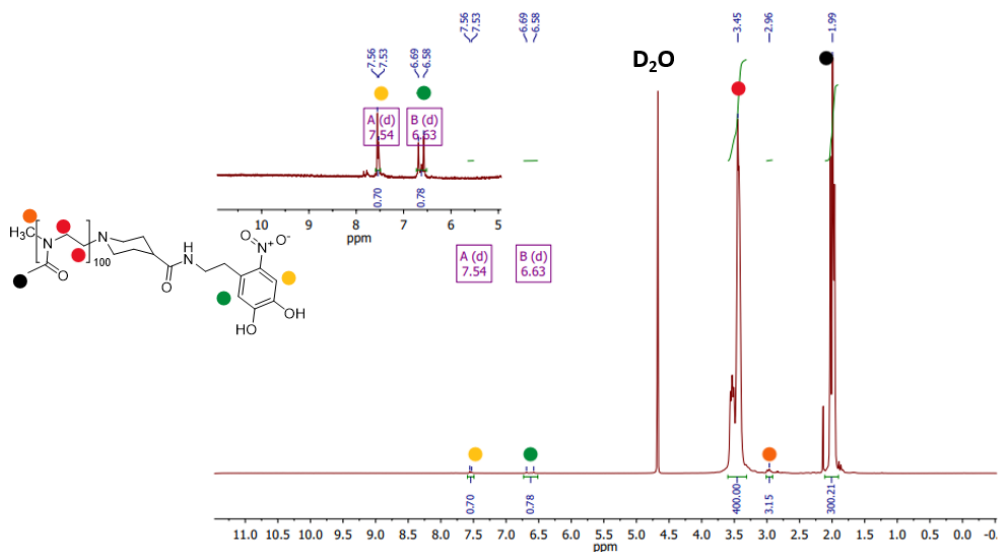 7.56
7.53
6.69
6.58
3.45
2.96
1.99
7.56
7.53
6.69
6.58
D₂O
A (d)
7.54
B (d)
6.63
0.70
0.78
10 9 8 7 6 5
ppm
H₃C
N
O
100
N
O
NH
O
N⁺
O⁻
HO
OH
A (d)
7.54
B (d)
6.63
0.70
0.78
400.00
3.15
300.21
11.0 10.5 10.0 9.5 9.0 8.5 8.0 7.5 7.0 6.5 6.0 5.5 5.0 4.5 4.0 3.5 3.0 2.5 2.0 1.5 1.0 0.5 0.0 -0.
ppm